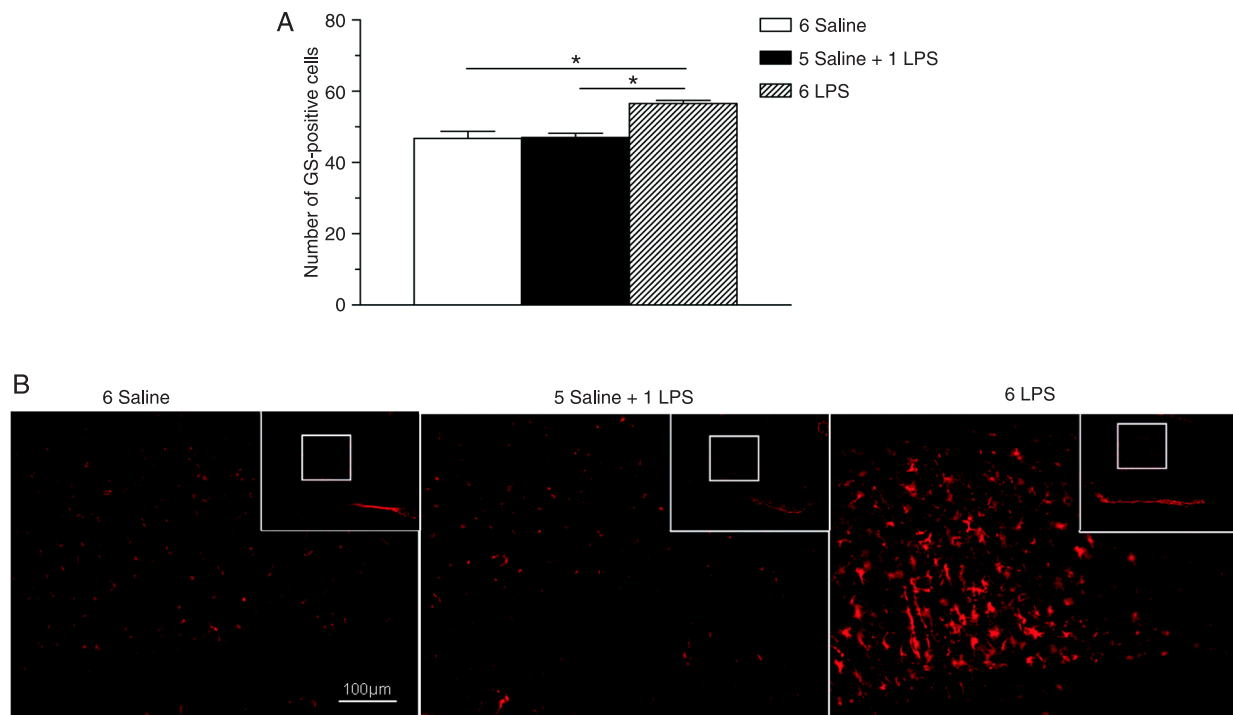 A
80
60
40
20
0
Number of GS-positive cells
*
*
6 Saline
5 Saline + 1 LPS
6 LPS
B
6 Saline
5 Saline + 1 LPS
6 LPS
100µm